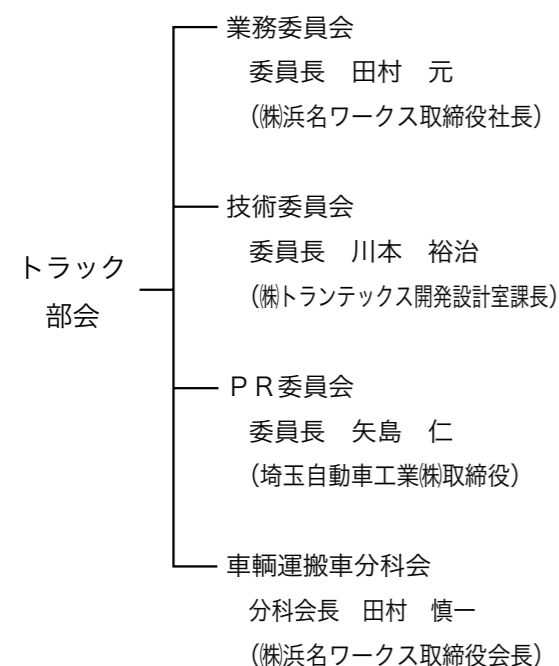 業務委員会
委員長　田村　元
（㈱浜名ワークス取締役社長）
技術委員会
委員長　川本　裕治
（㈱トランテックス開発設計室課長）
トラック
部会
ＰＲ委員会
委員長　矢島　仁
（埼玉自動車工業㈱取締役）
車輌運搬車分科会
分科会長　田村　慎一
（㈱浜名ワークス取締役会長）